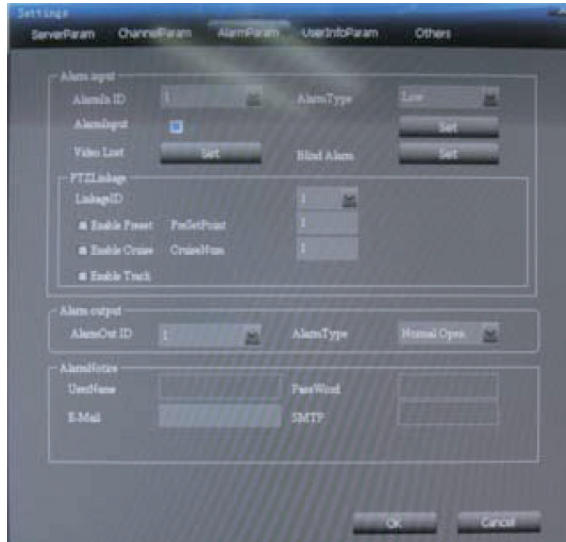 Settings
ServerParam ChannelParam AlarmParam UserInfoParam Others
Alarm input
AlarmIn ID 1 AlarmType Low
AlarmInput Set
Video Lost Set Blind Alarm Set
PTZLinkage
LinkageID 1
Enable Preset PreSetPoint 1
Enable Cruise CruiseNum 1
Enable Track
Alarm output
AlarmOut ID 1 AlarmType Normal Open
AlarmNotice
UserName PassWord
E-Mail SMTP
OK Cancel